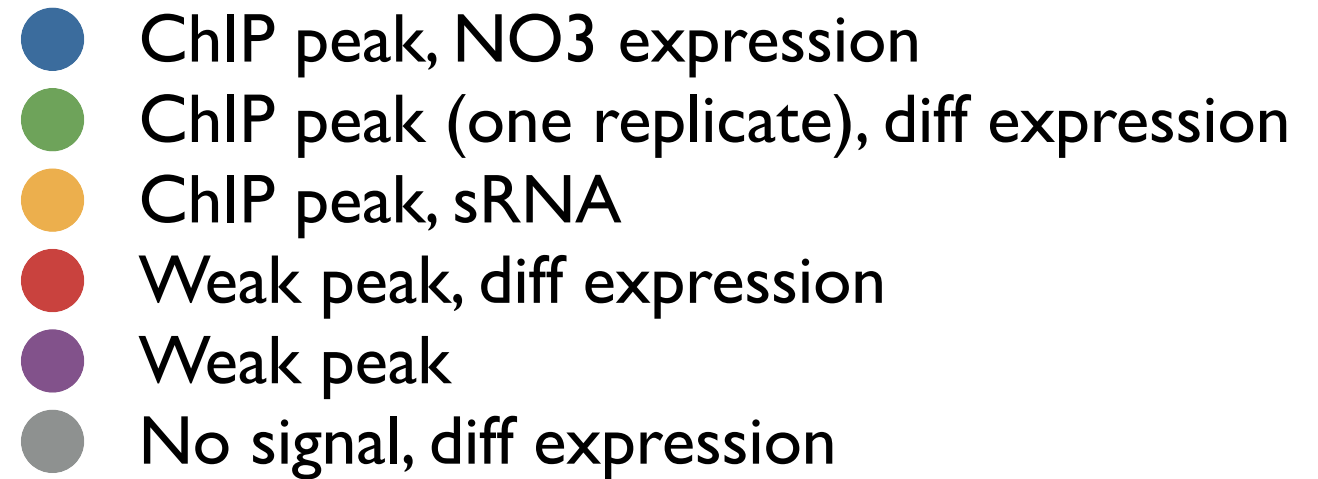 ChIP peak, NO3 expression
ChIP peak (one replicate), diff expression
ChIP peak, sRNA
Weak peak, diff expression
Weak peak
No signal, diff expression